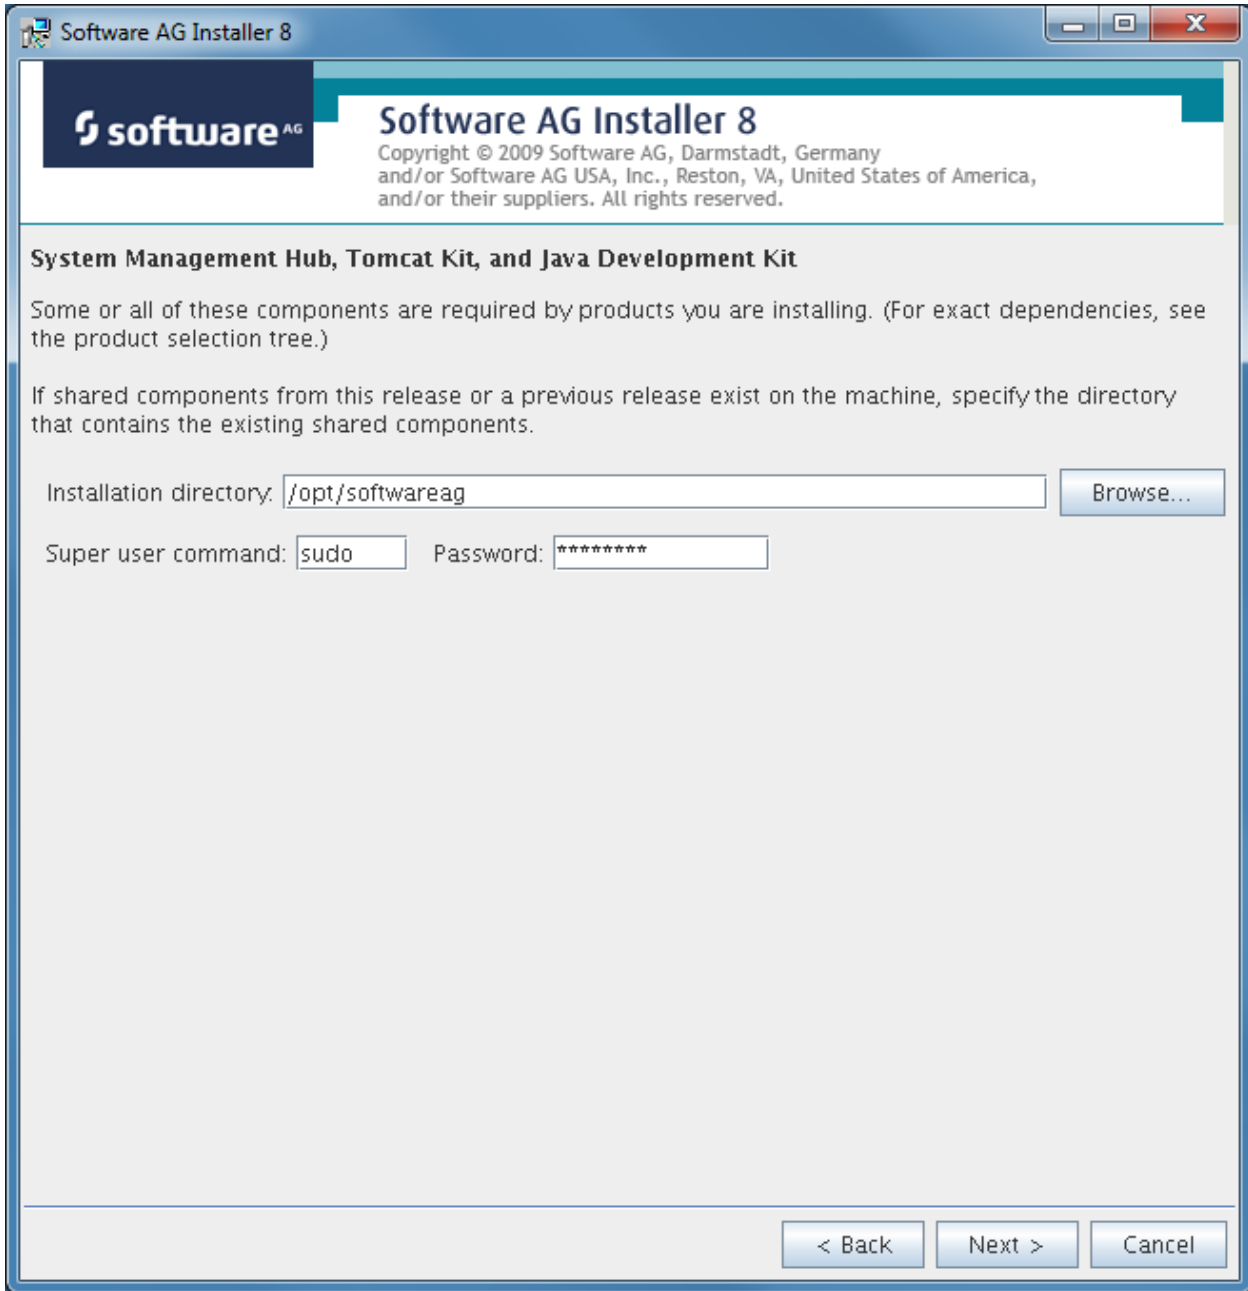 Software AG Installer 8
software AG
Software AG Installer 8
Copyright © 2009 Software AG, Darmstadt, Germany
and/or Software AG USA, Inc., Reston, VA, United States of America,
and/or their suppliers. All rights reserved.
System Management Hub, Tomcat Kit, and Java Development Kit
Some or all of these components are required by products you are installing. (For exact dependencies, see
the product selection tree.)
If shared components from this release or a previous release exist on the machine, specify the directory
that contains the existing shared components.
Installation directory: /opt/softwareag Browse...
Super user command: sudo Password: ********
< Back Next > Cancel